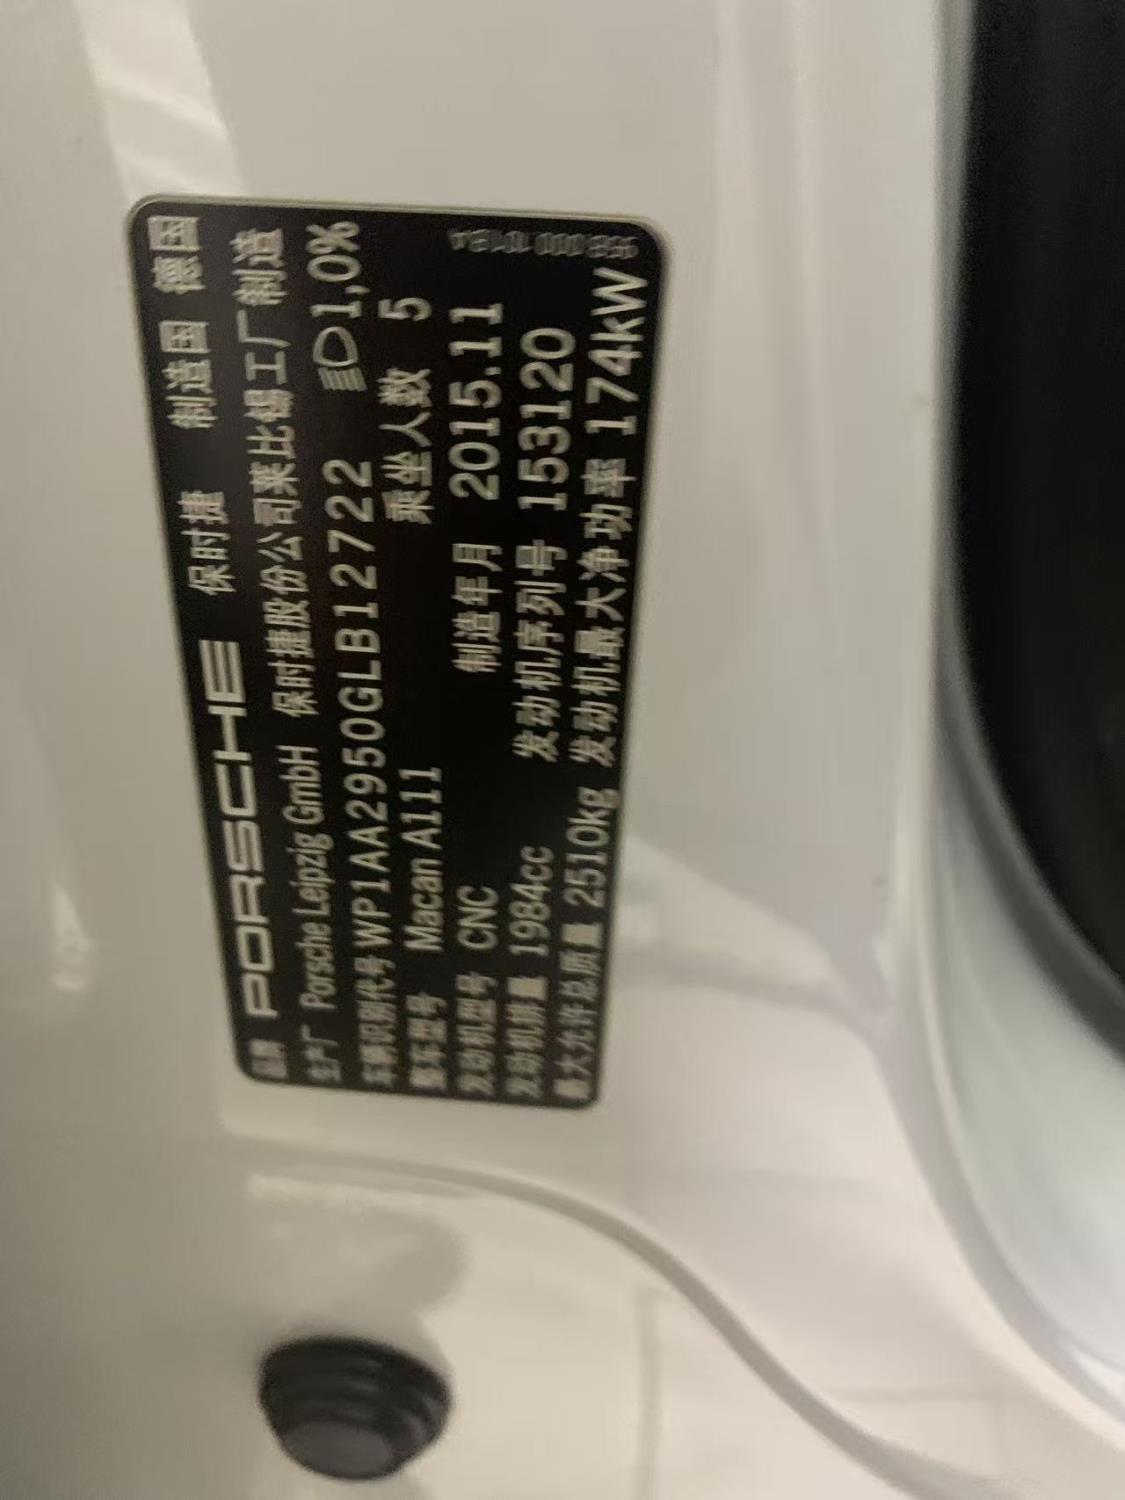 品牌 PORSCHE 保时捷 制造国 德国
生产厂 Porsche Leipzig GmbH 保时捷股份公司莱比锡工厂制造
车辆识别代号 WP1AA2950GLB12722 1,0%
整车型号 Macan A111 乘坐人数 5
发动机型号 CNC 制造年月 2015.11
发动机排量 1984cc 发动机序列号 153120
最大允许总质量 2510kg 发动机最大净功率 174kW